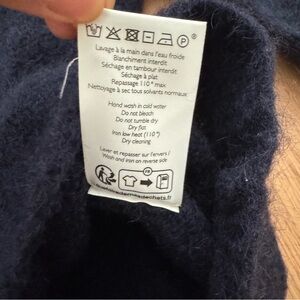 P
Lavage à la main dans l'eau froide
Blanchiment interdit
Séchage en tambour interdit
Séchage à plat
Repassage 110° max
Nettoyage à sec tous solvants normaux
Hand wash in cold water
Do not bleach
Do not tumble dry
Dry flat
Iron low heat (110°)
Dry cleaning
Laver et repasser sur l'envers /
Wash and iron on reverse side
FR